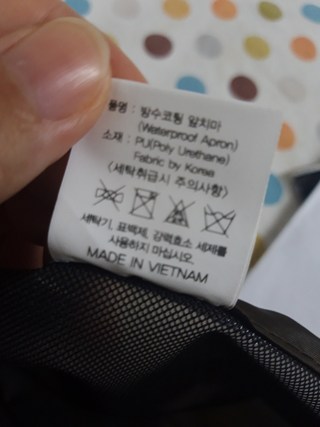 품명 : 방수코팅 앞치마
(Waterproof Apron)
소재 : PU(Poly Urethane)
Fabric by Korea
<세탁취급시 주의사항>
세탁기, 표백제, 강력효소 세제를
사용하지 마십시오.
MADE IN VIETNAM